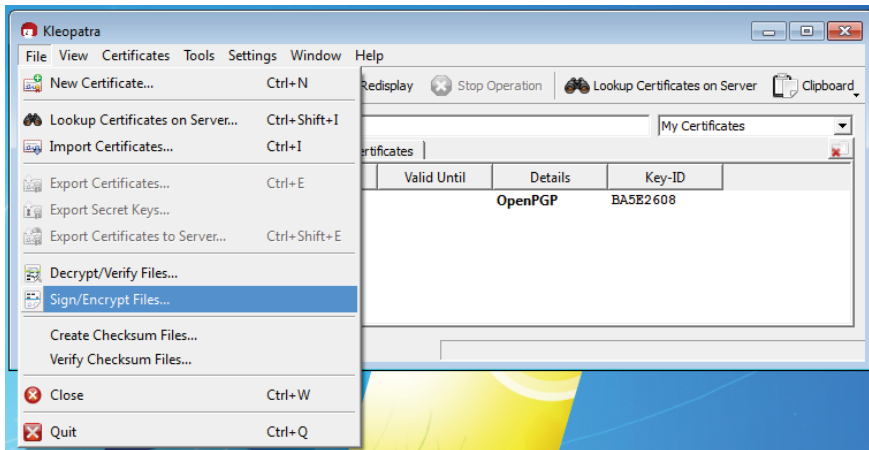 Kleopatra
File View Certificates Tools Settings Window Help
New Certificate... Ctrl+N
Redisplay Stop Operation Lookup Certificates on Server Clipboard
Lookup Certificates on Server... Ctrl+Shift+I
My Certificates
Import Certificates... Ctrl+I
ertificates
Export Certificates... Ctrl+E
Valid Until Details Key-ID
Export Secret Keys...
OpenPGP BA5E2608
Export Certificates to Server... Ctrl+Shift+E
Decrypt/Verify Files...
Sign/Encrypt Files...
Create Checksum Files...
Verify Checksum Files...
Close Ctrl+W
Quit Ctrl+Q